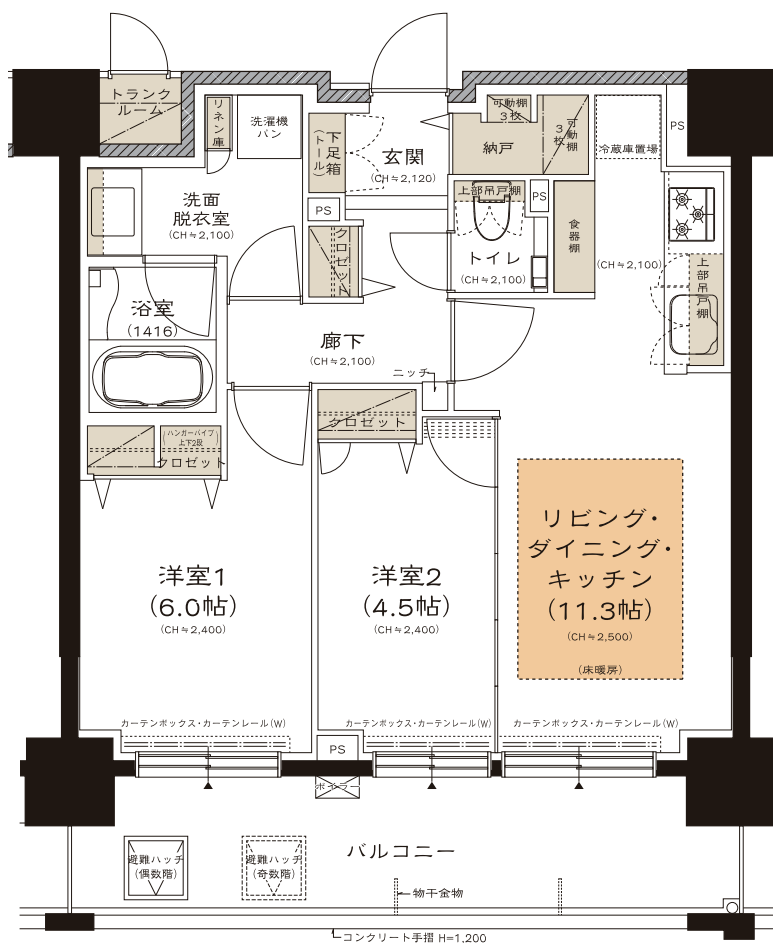 トランク
ルーム
リネン庫
洗濯機
パン
下足箱
(トール)
玄関
(CH≒2,120)
可動棚
3枚
可動棚
3枚
納戸
冷蔵庫置場
PS
洗面
脱衣室
(CH≒2,100)
PS
クロゼット
上部吊戸棚
PS
トイレ
(CH≒2,100)
食器棚
(CH≒2,100)
上部吊戸棚
浴室
(1416)
廊下
(CH≒2,100)
ニッチ
クロゼット
ハンガーパイプ
上下2段
クロゼット
洋室1
(6.0帖)
(CH≒2,400)
洋室2
(4.5帖)
(CH≒2,400)
リビング・
ダイニング・
キッチン
(11.3帖)
(CH≒2,500)
(床暖房)
カーテンボックス・カーテンレール(W)
カーテンボックス・カーテンレール(W)
カーテンボックス・カーテンレール(W)
PS
ボイラー
避難ハッチ
(偶数階)
避難ハッチ
(奇数階)
バルコニー
物干金物
コンクリート手摺 H=1,200